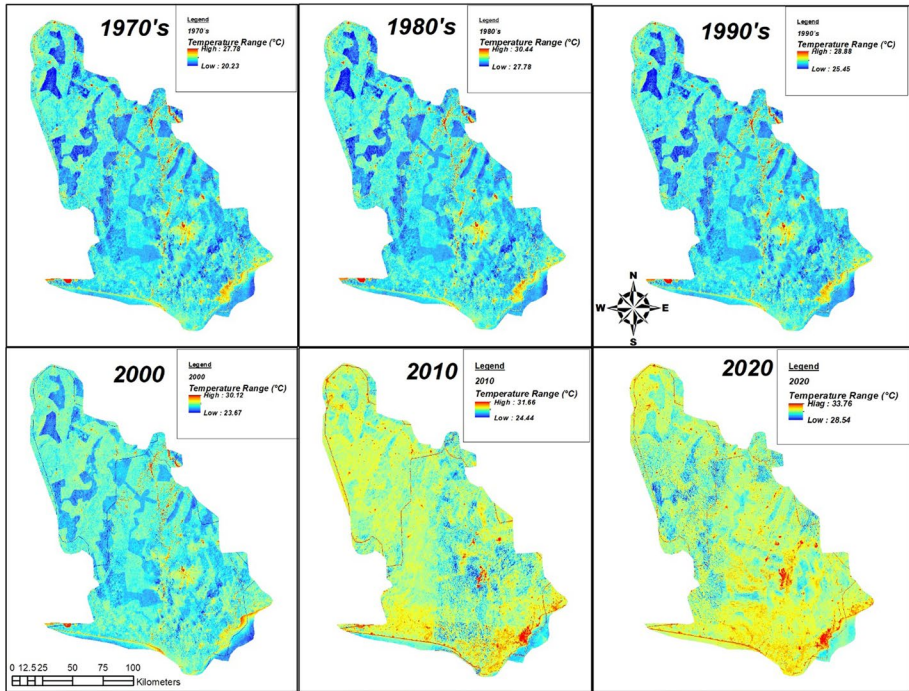 1970's
Legend
1970's
Temperature Range (°C)
High : 27.78
Low : 20.23
1980's
Legend
1980's
Temperature Range (°C)
High : 30.44
Low : 27.78
1990's
Legend
1990's
Temperature Range (°C)
High : 28.88
Low : 25.45
N
W E
S
2000
Legend
2000
Temperature Range (°C)
High : 30.12
Low : 23.67
2010
Legend
2010
Temperature Range (°C)
High : 31.66
Low : 24.44
2020
Legend
2020
Temperature Range (°C)
Hiag : 33.76
Low : 28.54
0 12.525 50 75 100
Kilometers